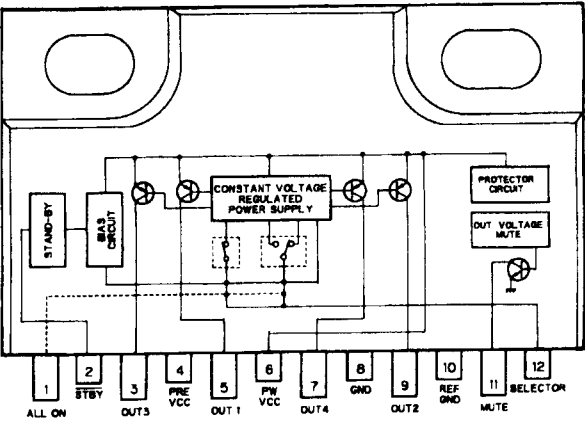 CONSTANT VOLTAGE
REGULATED
POWER SUPPLY
PROTECTOR
CIRCUIT
STAND-BY
BIAS
CIRCUIT
OUT VOLTAGE
MUTE
1
2
3
4
5
6
7
8
9
10
11
12
ALL ON
STBY
OUT3
PRE
VCC
OUT 1
PW
VCC
OUT4
GND
OUT2
REF
GND
MUTE
SELECTOR